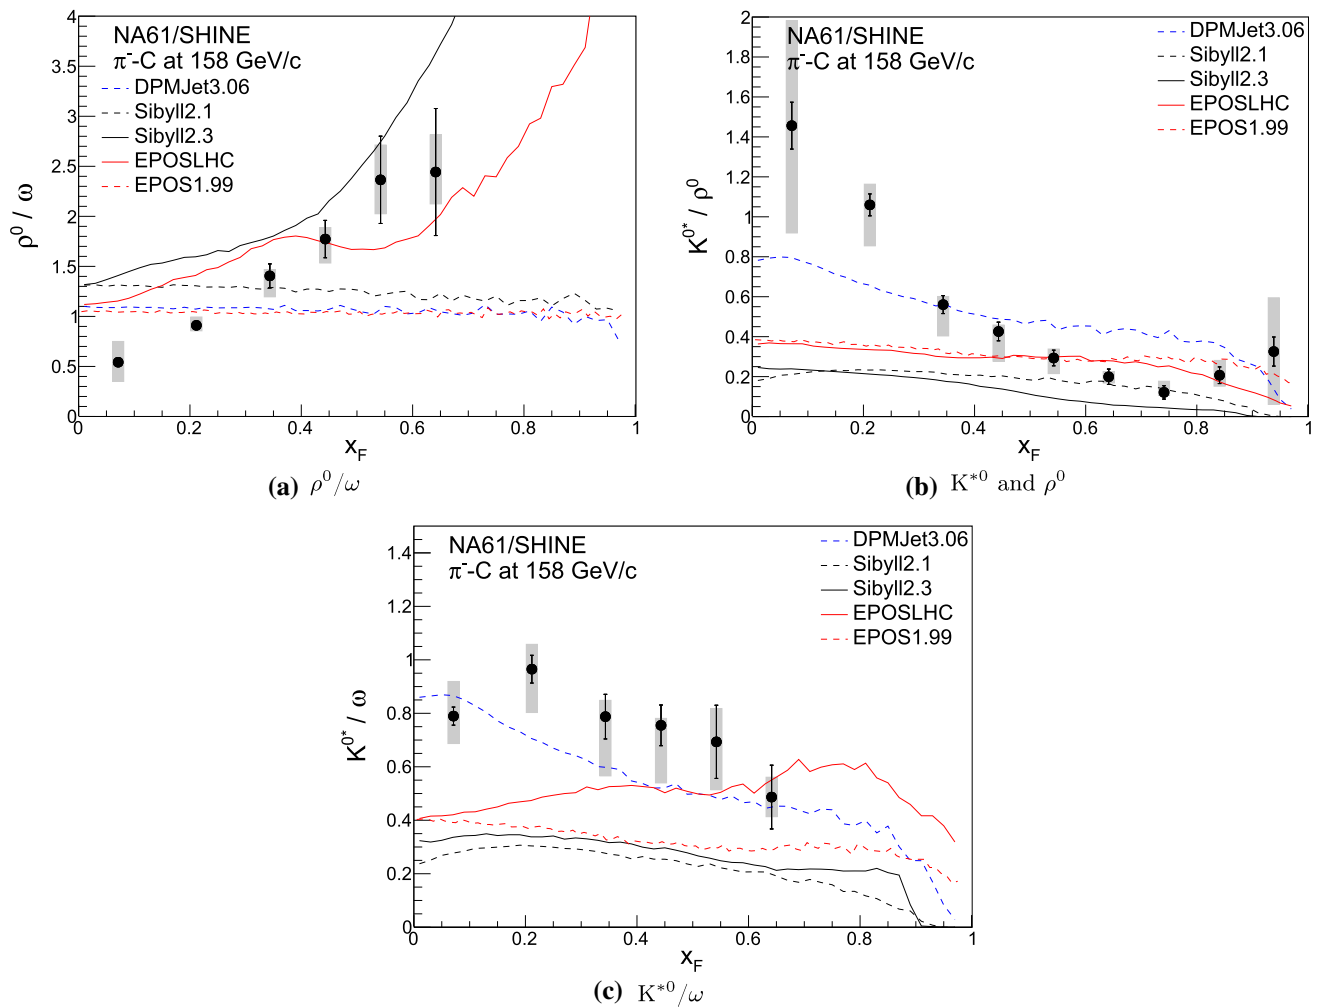 NA61/SHINE
π⁻-C at 158 GeV/c
DPMJet3.06
Sibyll2.1
Sibyll2.3
EPOSLHC
EPOS1.99
ρ⁰ / ω
4
3.5
3
2.5
2
1.5
1
0.5
0
0 0.2 0.4 0.6 0.8 1
x_F
(a) ρ⁰/ω
NA61/SHINE
π⁻-C at 158 GeV/c
DPMJet3.06
Sibyll2.1
Sibyll2.3
EPOSLHC
EPOS1.99
K⁰* / ρ⁰
2
1.8
1.6
1.4
1.2
1
0.8
0.6
0.4
0.2
0
0 0.2 0.4 0.6 0.8 1
x_F
(b) K*⁰ and ρ⁰
NA61/SHINE
π⁻-C at 158 GeV/c
DPMJet3.06
Sibyll2.1
Sibyll2.3
EPOSLHC
EPOS1.99
K⁰* / ω
1.4
1.2
1
0.8
0.6
0.4
0.2
0
0 0.2 0.4 0.6 0.8 1
x_F
(c) K*⁰/ω